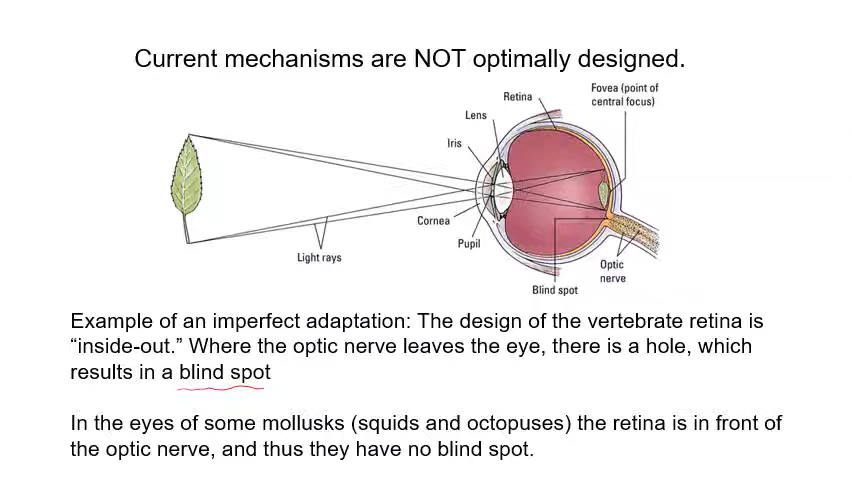 Current mechanisms are NOT optimally designed.
Fovea (point of
central focus)
Retina
Lens
Iris
Cornea
Pupil
Light rays
Optic
nerve
Blind spot
Example of an imperfect adaptation: The design of the vertebrate retina is
“inside-out.” Where the optic nerve leaves the eye, there is a hole, which
results in a blind spot
In the eyes of some mollusks (squids and octopuses) the retina is in front of
the optic nerve, and thus they have no blind spot.